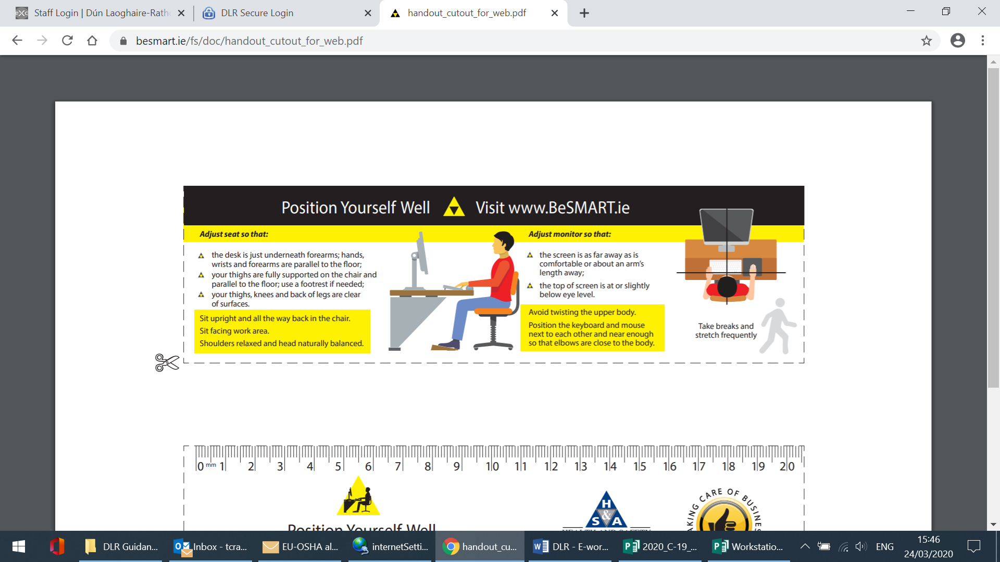 eXc Staff Login | Dún Laoghaire-Rath
DLR Secure Login
handout_cutout_for_web.pdf
besmart.ie/fs/doc/handout_cutout_for_web.pdf
Position Yourself Well Visit www.BeSMART.ie
Adjust seat so that:
the desk is just underneath forearms; hands,
wrists and forearms are parallel to the floor;
your thighs are fully supported on the chair and
parallel to the floor; use a footrest if needed;
your thighs, knees and back of legs are clear
of surfaces.
Sit upright and all the way back in the chair.
Sit facing work area.
Shoulders relaxed and head naturally balanced.
Adjust monitor so that:
the screen is as far away as is
comfortable or about an arm's
length away;
the top of screen is at or slightly
below eye level.
Avoid twisting the upper body.
Position the keyboard and mouse
next to each other and near enough
so that elbows are close to the body.
Take breaks and
stretch frequently
0 mm 1 2 3 4 5 6 7 8 9 10 11 12 13 14 15 16 17 18 19 20
Position Yourself Well
H
S & A
HEALTH AND SAFETY
AKING CARE OF BUSINES
DLR Guidan...
Inbox - tcra...
EU-OSHA al...
internetSetti...
handout_cu...
DLR - E-wor...
2020_C-19_...
Workstatio...
ENG
15:46
24/03/2020